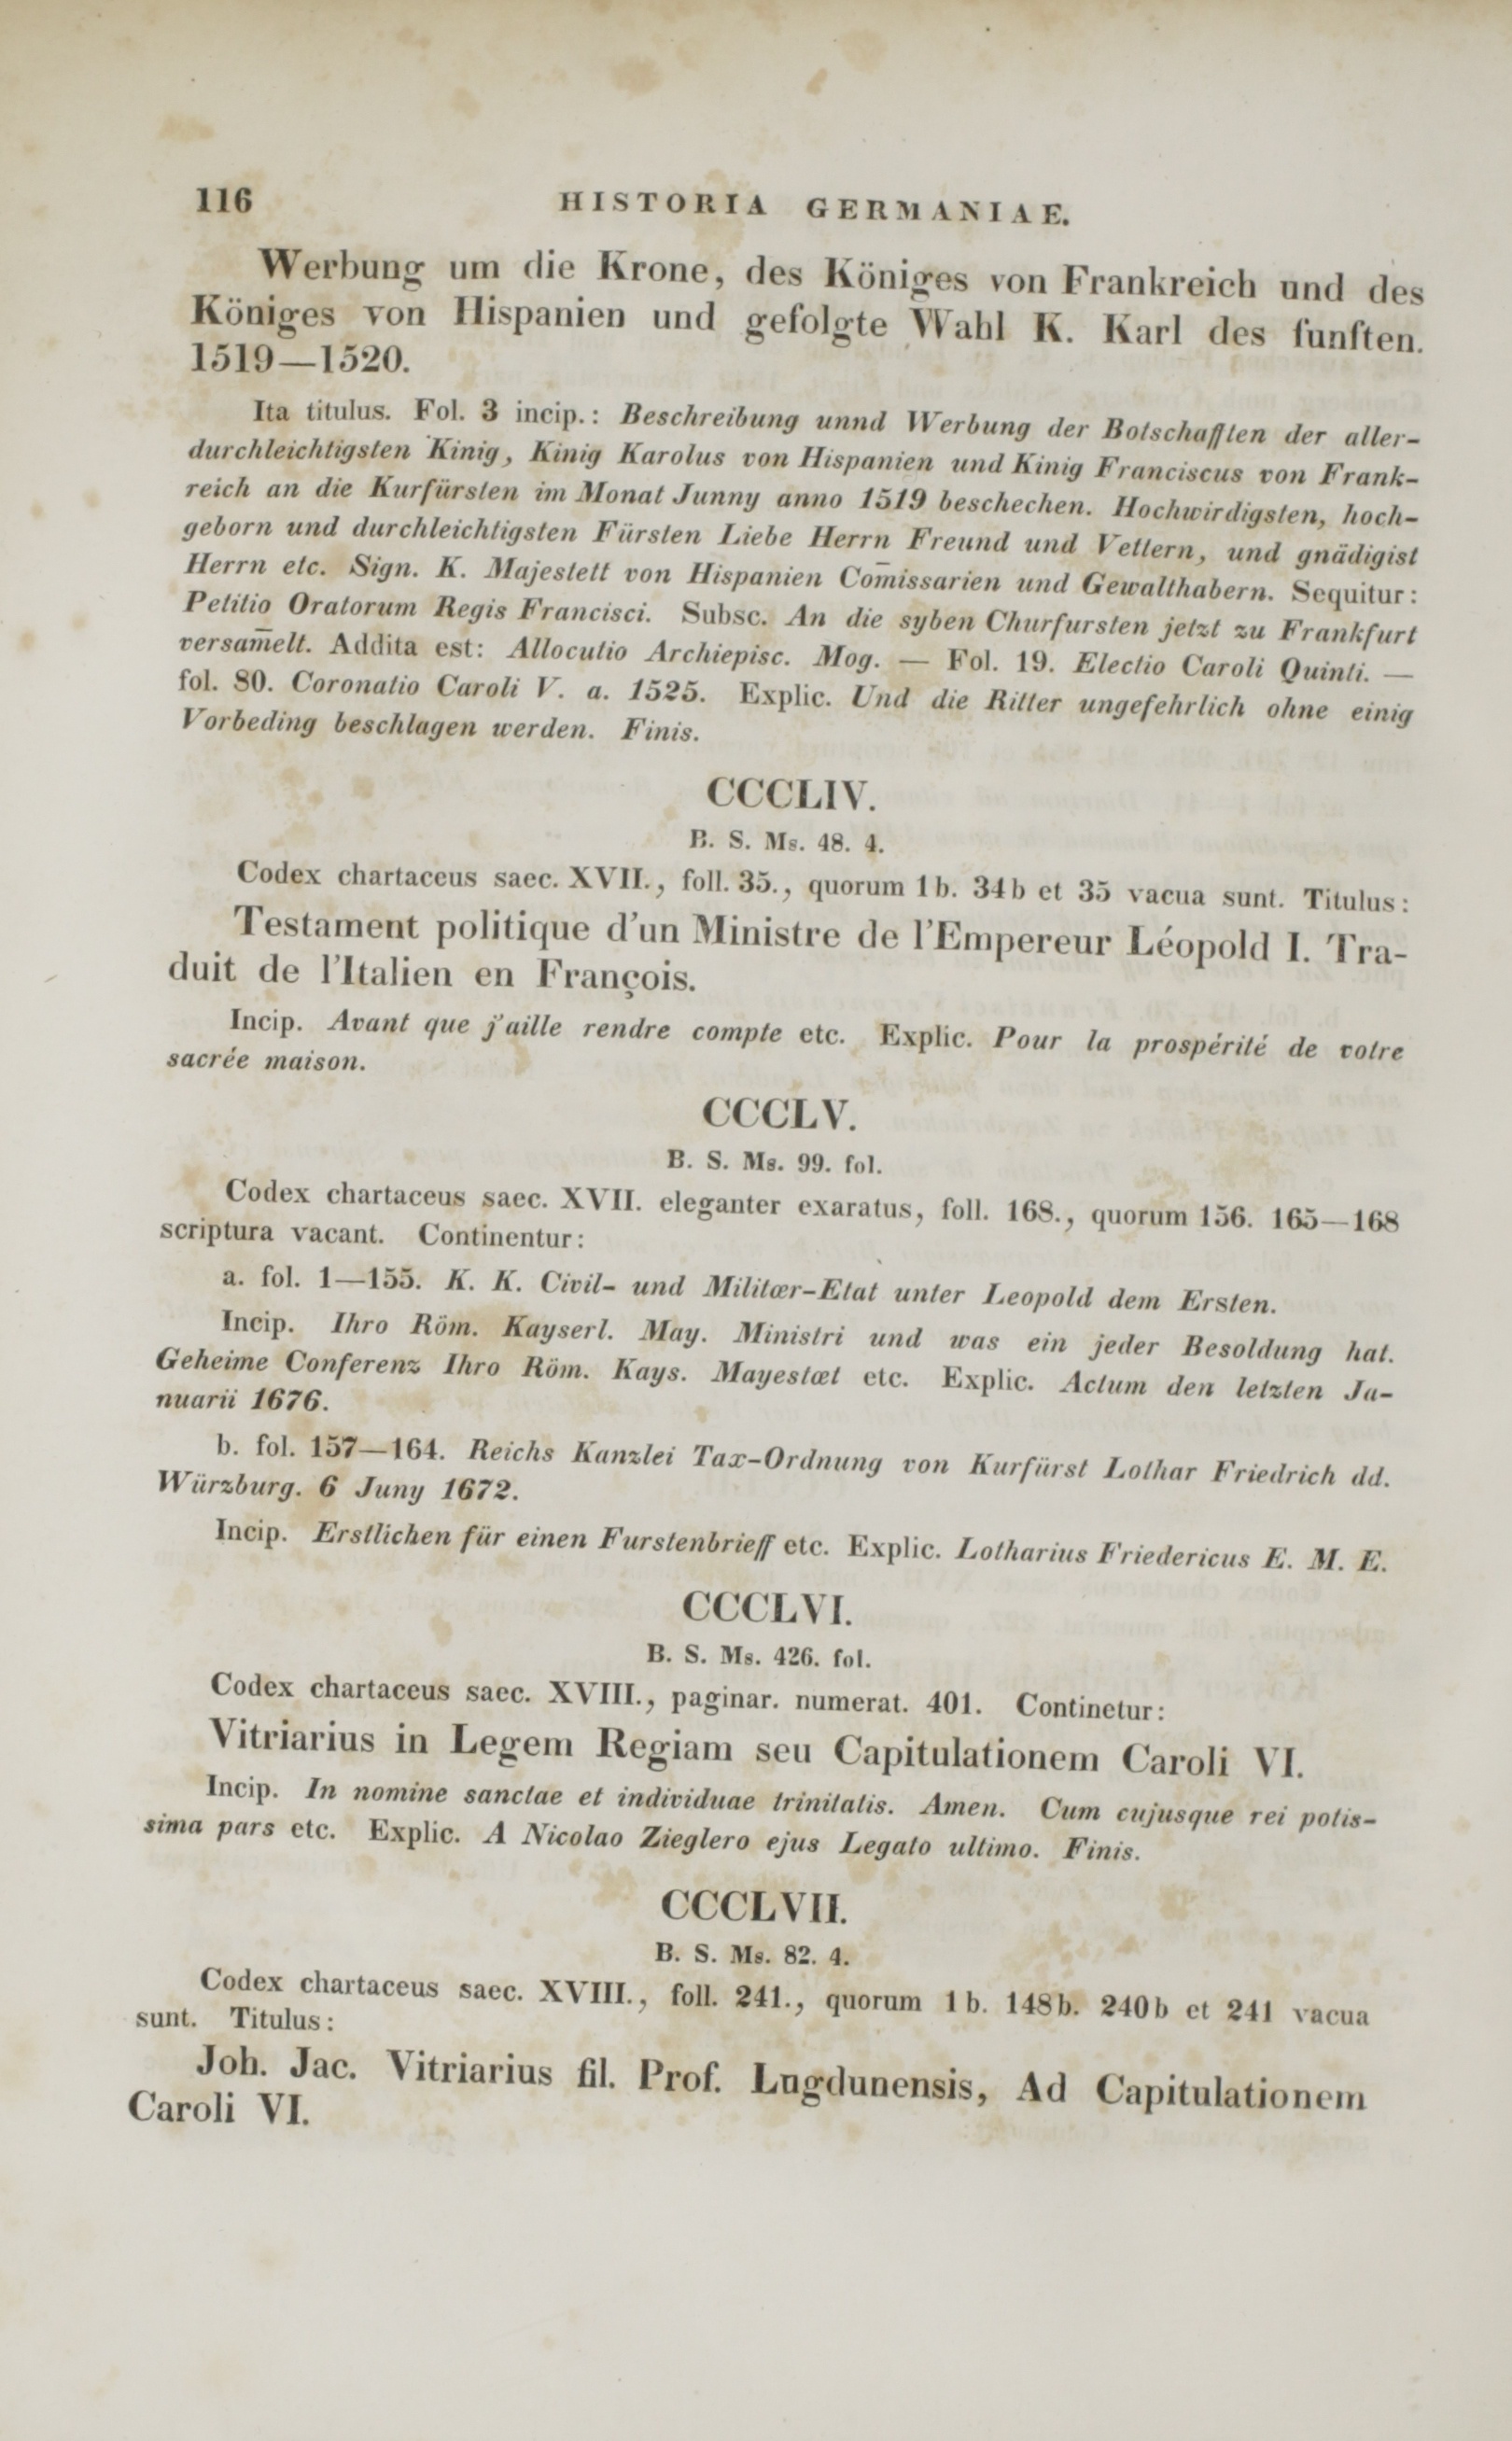 116 HISTORIA GERMANIAE.
Werbung um die Krone, des Königes von Frankreich und des
Königes von Hispanien und gefolgte Wahl K. Karl des funften.
1519—1520.
Ita titulus. Fol. 3 incip.: Beschreibung unnd Werbung der Botschafften der aller-
durchleichtigsten Kinig, Kinig Karolus von Hispanien und Kinig Franciscus von Frank-
reich an die Kurfürsten im Monat Junny anno 1519 beschechen. Hochwirdigsten, hoch-
geborn und durchleichtigsten Fürsten Liebe Herrn Freund und Vettern, und gnädigist
Herrn etc. Sign. K. Majestett von Hispanien Com̄issarien und Gewalthabern. Sequitur:
Petitio Oratorum Regis Francisci. Subsc. An die syben Churfursten jetzt zu Frankfurt
versam̄elt. Addita est: Allocutio Archiepisc. Mog. — Fol. 19. Electio Caroli Quinti. —
fol. 80. Coronatio Caroli V. a. 1525. Explic. Und die Ritter ungefehrlich ohne einig
Vorbeding beschlagen werden. Finis.
CCCLIV.
B. S. Ms. 48. 4.
Codex chartaceus saec. XVII., foll. 35., quorum 1b. 34b et 35 vacua sunt. Titulus:
Testament politique d'un Ministre de l'Empereur Léopold I. Tra-
duit de l'Italien en François.
Incip. Avant que j'aille rendre compte etc. Explic. Pour la prospérité de votre
sacrée maison.
CCCLV.
B. S. Ms. 99. fol.
Codex chartaceus saec. XVII. eleganter exaratus, foll. 168., quorum 156. 165—168
scriptura vacant. Continentur:
a. fol. 1—155. K. K. Civil- und Militær-Etat unter Leopold dem Ersten.
Incip. Ihro Röm. Kayserl. May. Ministri und was ein jeder Besoldung hat.
Geheime Conferenz Ihro Röm. Kays. Mayestæt etc. Explic. Actum den letzten Ja-
nuarii 1676.
b. fol. 157—164. Reichs Kanzlei Tax-Ordnung von Kurfürst Lothar Friedrich dd.
Würzburg. 6 Juny 1672.
Incip. Erstlichen für einen Furstenbrieff etc. Explic. Lotharius Friedericus E. M. E.
CCCLVI.
B. S. Ms. 426. fol.
Codex chartaceus saec. XVIII., paginar. numerat. 401. Continetur:
Vitriarius in Legem Regiam seu Capitulationem Caroli VI.
Incip. In nomine sanctae et individuae trinitatis. Amen. Cum cujusque rei potis-
sima pars etc. Explic. A Nicolao Zieglero ejus Legato ultimo. Finis.
CCCLVII.
B. S. Ms. 82. 4.
Codex chartaceus saec. XVIII., foll. 241., quorum 1b. 148b. 240b et 241 vacua
sunt. Titulus:
Joh. Jac. Vitriarius fil. Prof. Lugdunensis, Ad Capitulationem
Caroli VI.